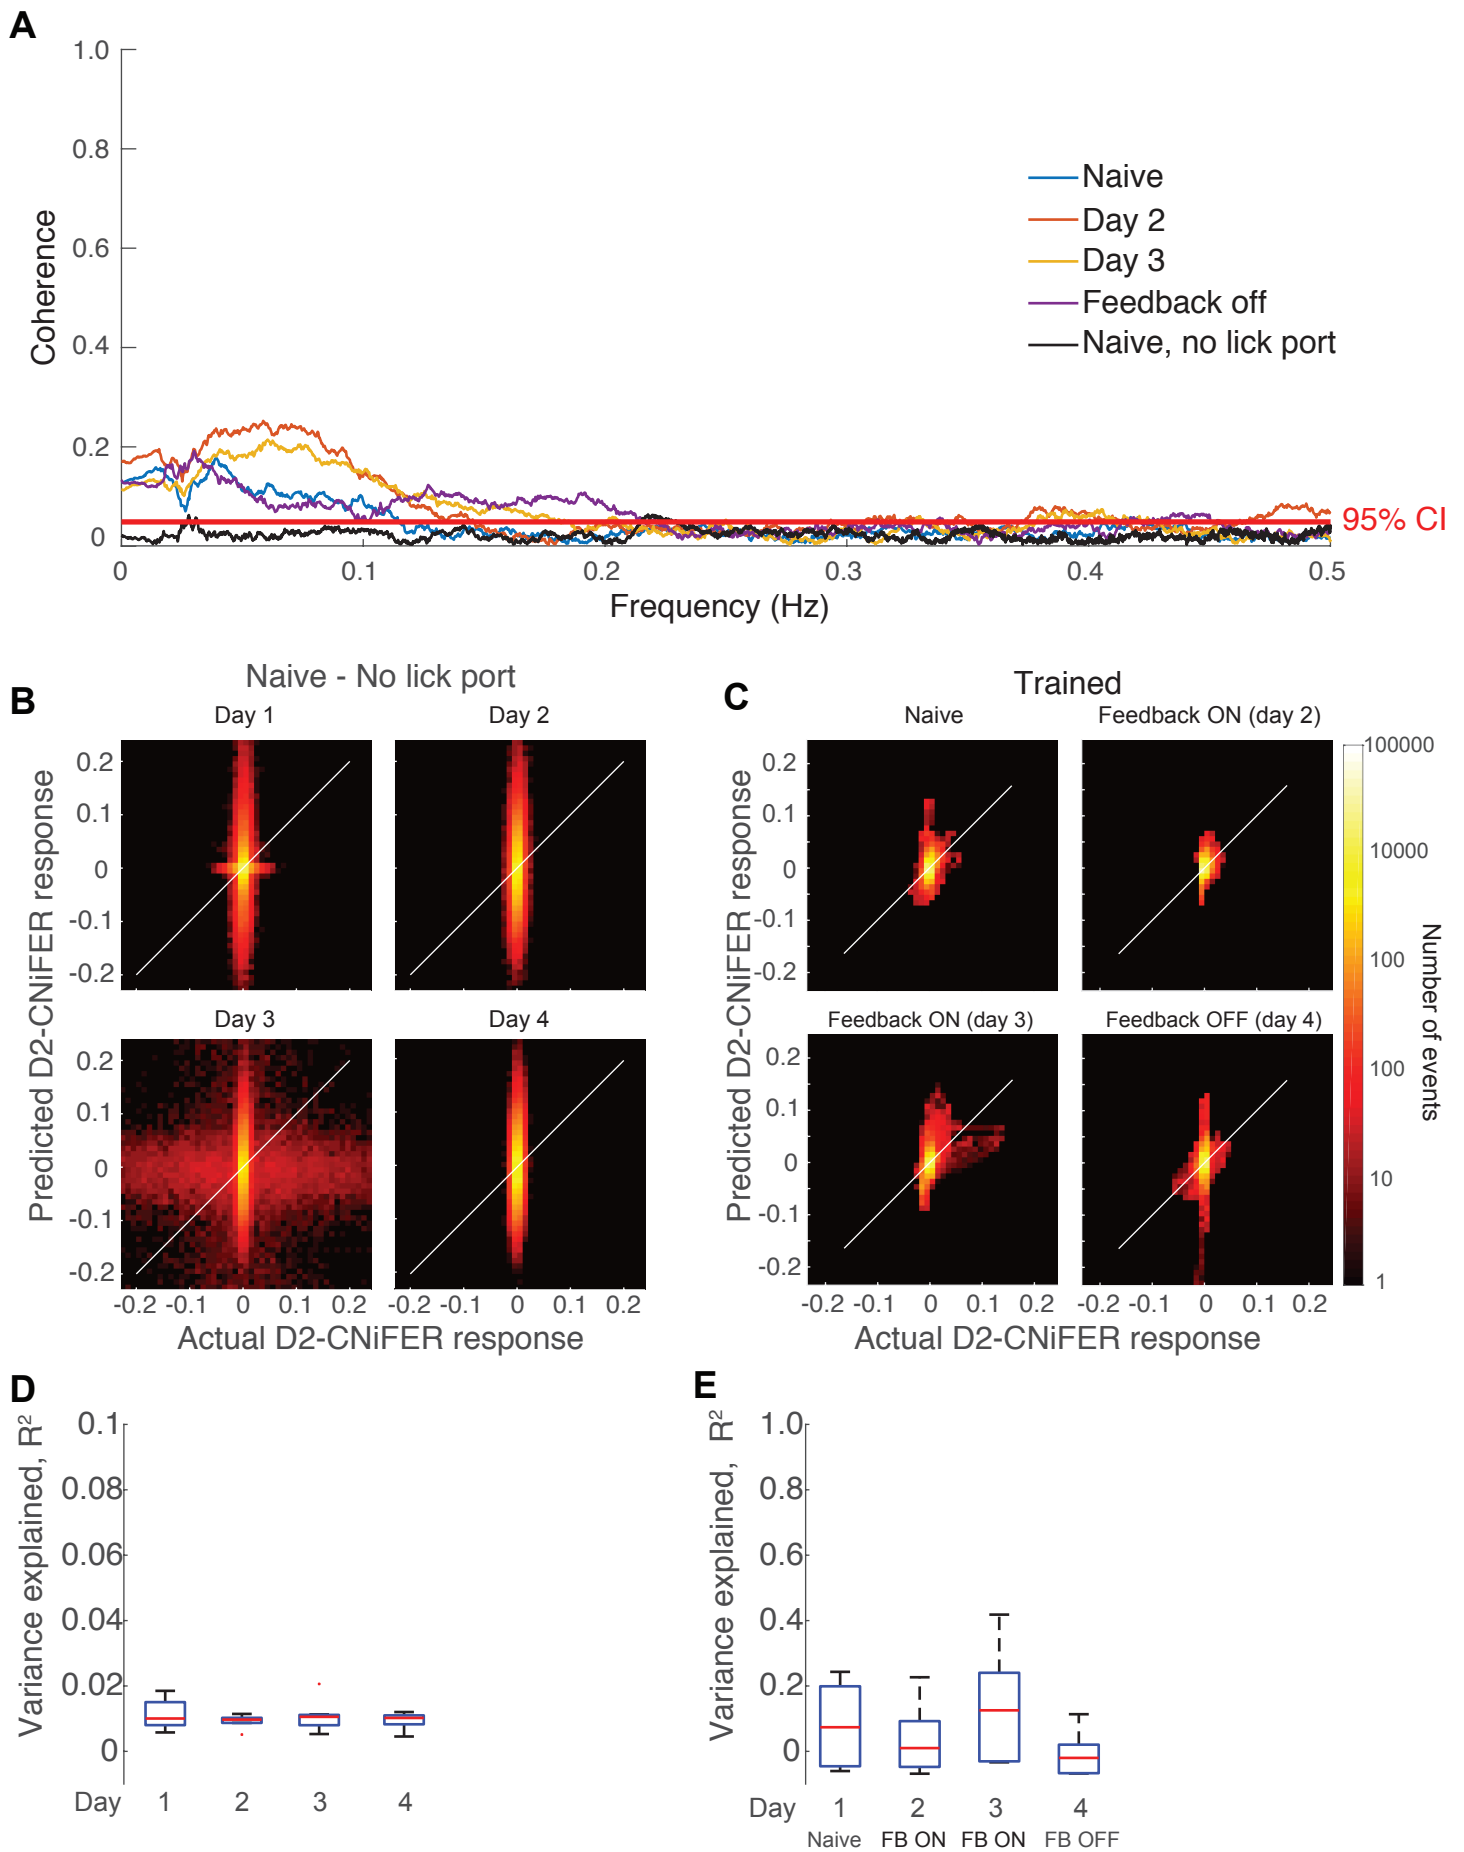 A
1.0
0.8
0.6
0.4
0.2
0
Coherence
Naive
Day 2
Day 3
Feedback off
Naive, no lick port
95% CI
0 0.1 0.2 0.3 0.4 0.5
Frequency (Hz)
B
Naive - No lick port
Day 1 Day 2
0.2
0.1
0
-0.1
-0.2
Day 3 Day 4
0.2
0.1
0
-0.1
-0.2
Predicted D2-CNiFER response
-0.2 -0.1 0 0.1 0.2 -0.2 -0.1 0 0.1 0.2
Actual D2-CNiFER response
C
Trained
Naive Feedback ON (day 2)
0.2
0.1
0
-0.1
-0.2
Feedback ON (day 3) Feedback OFF (day 4)
0.2
0.1
0
-0.1
-0.2
Predicted D2-CNiFER response
-0.2 -0.1 0 0.1 0.2 -0.2 -0.1 0 0.1 0.2
Actual D2-CNiFER response
100000
10000
100
100
10
1
Number of events
D
0.1
0.08
0.06
0.04
0.02
0
Variance explained, R²
Day 1 2 3 4
E
1.0
0.8
0.6
0.4
0.2
0
Variance explained, R²
Day 1 2 3 4
Naive FB ON FB ON FB OFF